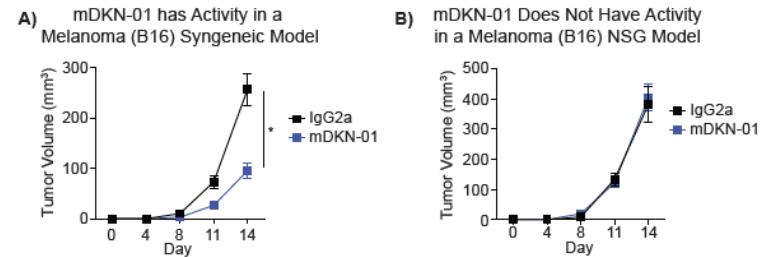 A)
mDKN-01 has Activity in a
Melanoma (B16) Syngeneic Model
Tumor Volume (mm³)
300
200
100
0
0 4 8 11 14
Day
IgG2a
mDKN-01
*
B)
mDKN-01 Does Not Have Activity
in a Melanoma (B16) NSG Model
Tumor Volume (mm³)
500
400
300
200
100
0
0 4 8 11 14
Day
IgG2a
mDKN-01